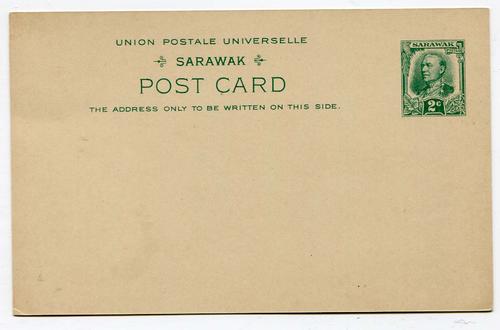 UNION POSTALE UNIVERSELLE
SARAWAK
POST CARD
THE ADDRESS ONLY TO BE WRITTEN ON THIS SIDE.
SARAWAK
2c